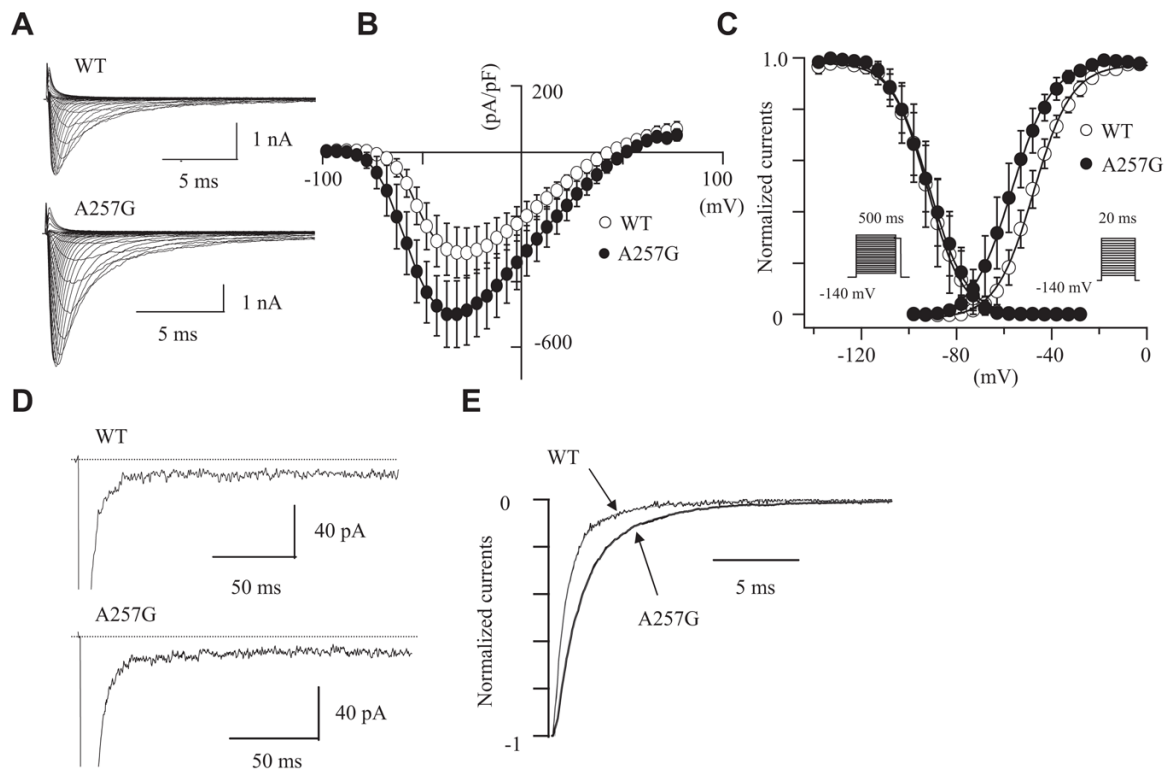 A
WT
1 nA
5 ms
A257G
1 nA
5 ms
B
200
(pA/pF)
-100
100
(mV)
WT
A257G
-600
C
1.0
Normalized currents
WT
A257G
500 ms
20 ms
-140 mV
-140 mV
0
-120
-80
-40
0
(mV)
D
WT
40 pA
50 ms
A257G
40 pA
50 ms
E
WT
0
Normalized currents
5 ms
A257G
-1